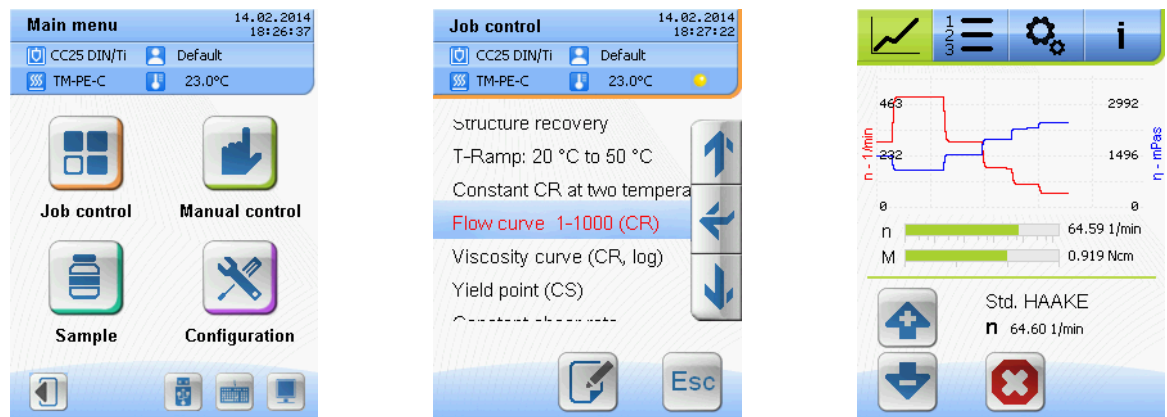 Main menu
14.02.2014
18:26:37
CC25 DIN/Ti Default
TM-PE-C 23.0°C
Job control Manual control
Sample Configuration
Job control
14.02.2014
18:27:22
CC25 DIN/Ti Default
TM-PE-C 23.0°C
Structure recovery
T-Ramp: 20 °C to 50 °C
Constant CR at two tempera
Flow curve 1-1000 (CR)
Viscosity curve (CR, log)
Yield point (CS)
Constant shear rate
Esc
1
2
3
i
463 2992
n - 1/min
232 1496
η - mPas
0 0
n 64.59 1/min
M 0.919 Ncm
Std. HAAKE
n 64.60 1/min